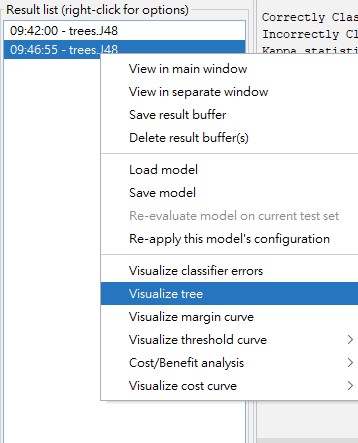 Result list (right-click for options)
09:42:00 - trees.J48
09:46:55 - trees.J48
Correctly Clas
Incorrectly Cl
Kappa statisti
View in main window
View in separate window
Save result buffer
Delete result buffer(s)
Load model
Save model
Re-evaluate model on current test set
Re-apply this model's configuration
Visualize classifier errors
Visualize tree
Visualize margin curve
Visualize threshold curve
Cost/Benefit analysis
Visualize cost curve